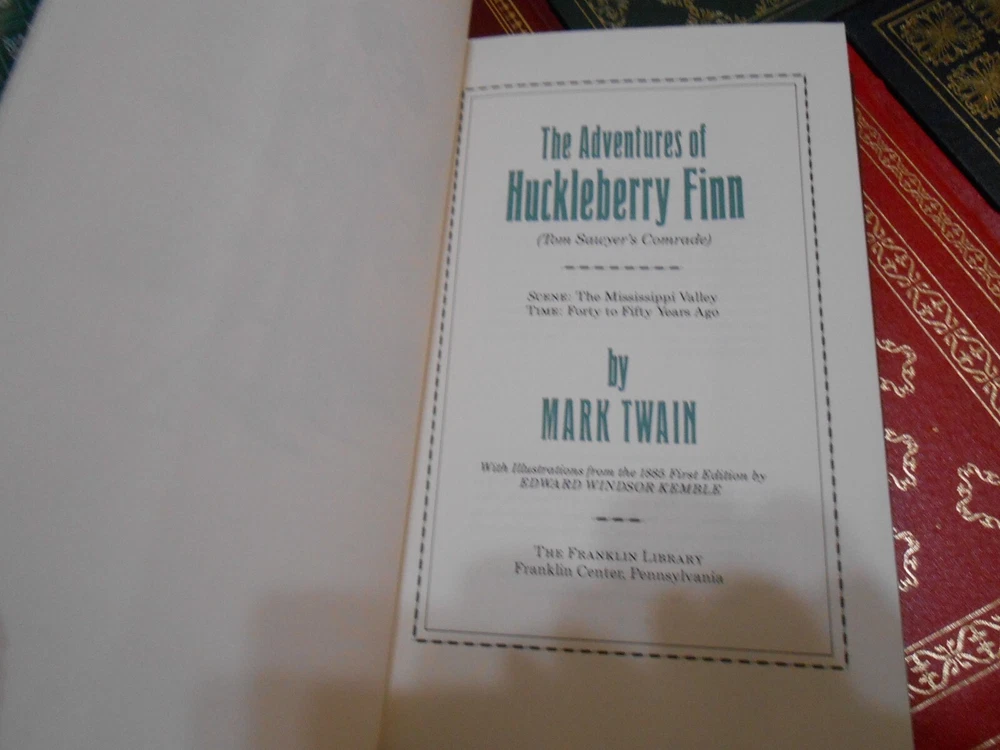 The Adventures of
Huckleberry Finn
(Tom Sawyer's Comrade)
SCENE: The Mississippi Valley
TIME: Forty to Fifty Years Ago
by
MARK TWAIN
With Illustrations from the 1885 First Edition by
EDWARD WINDSOR KEMBLE
THE FRANKLIN LIBRARY
Franklin Center, Pennsylvania